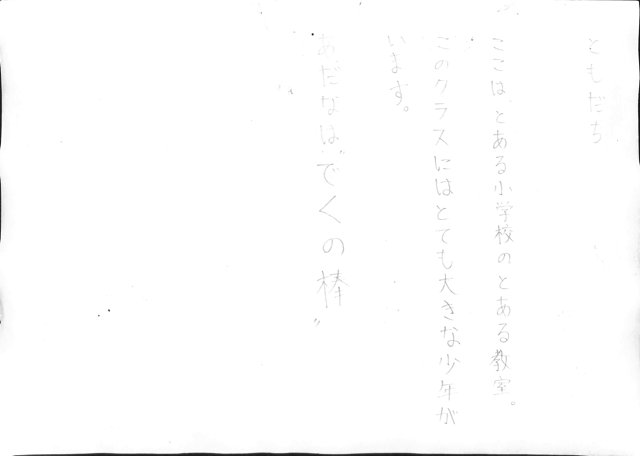 ともだち
ここは、とある小学校のとある教室。
このクラスにはとても大きな少年が
います。
あだなは〝でくの棒〟